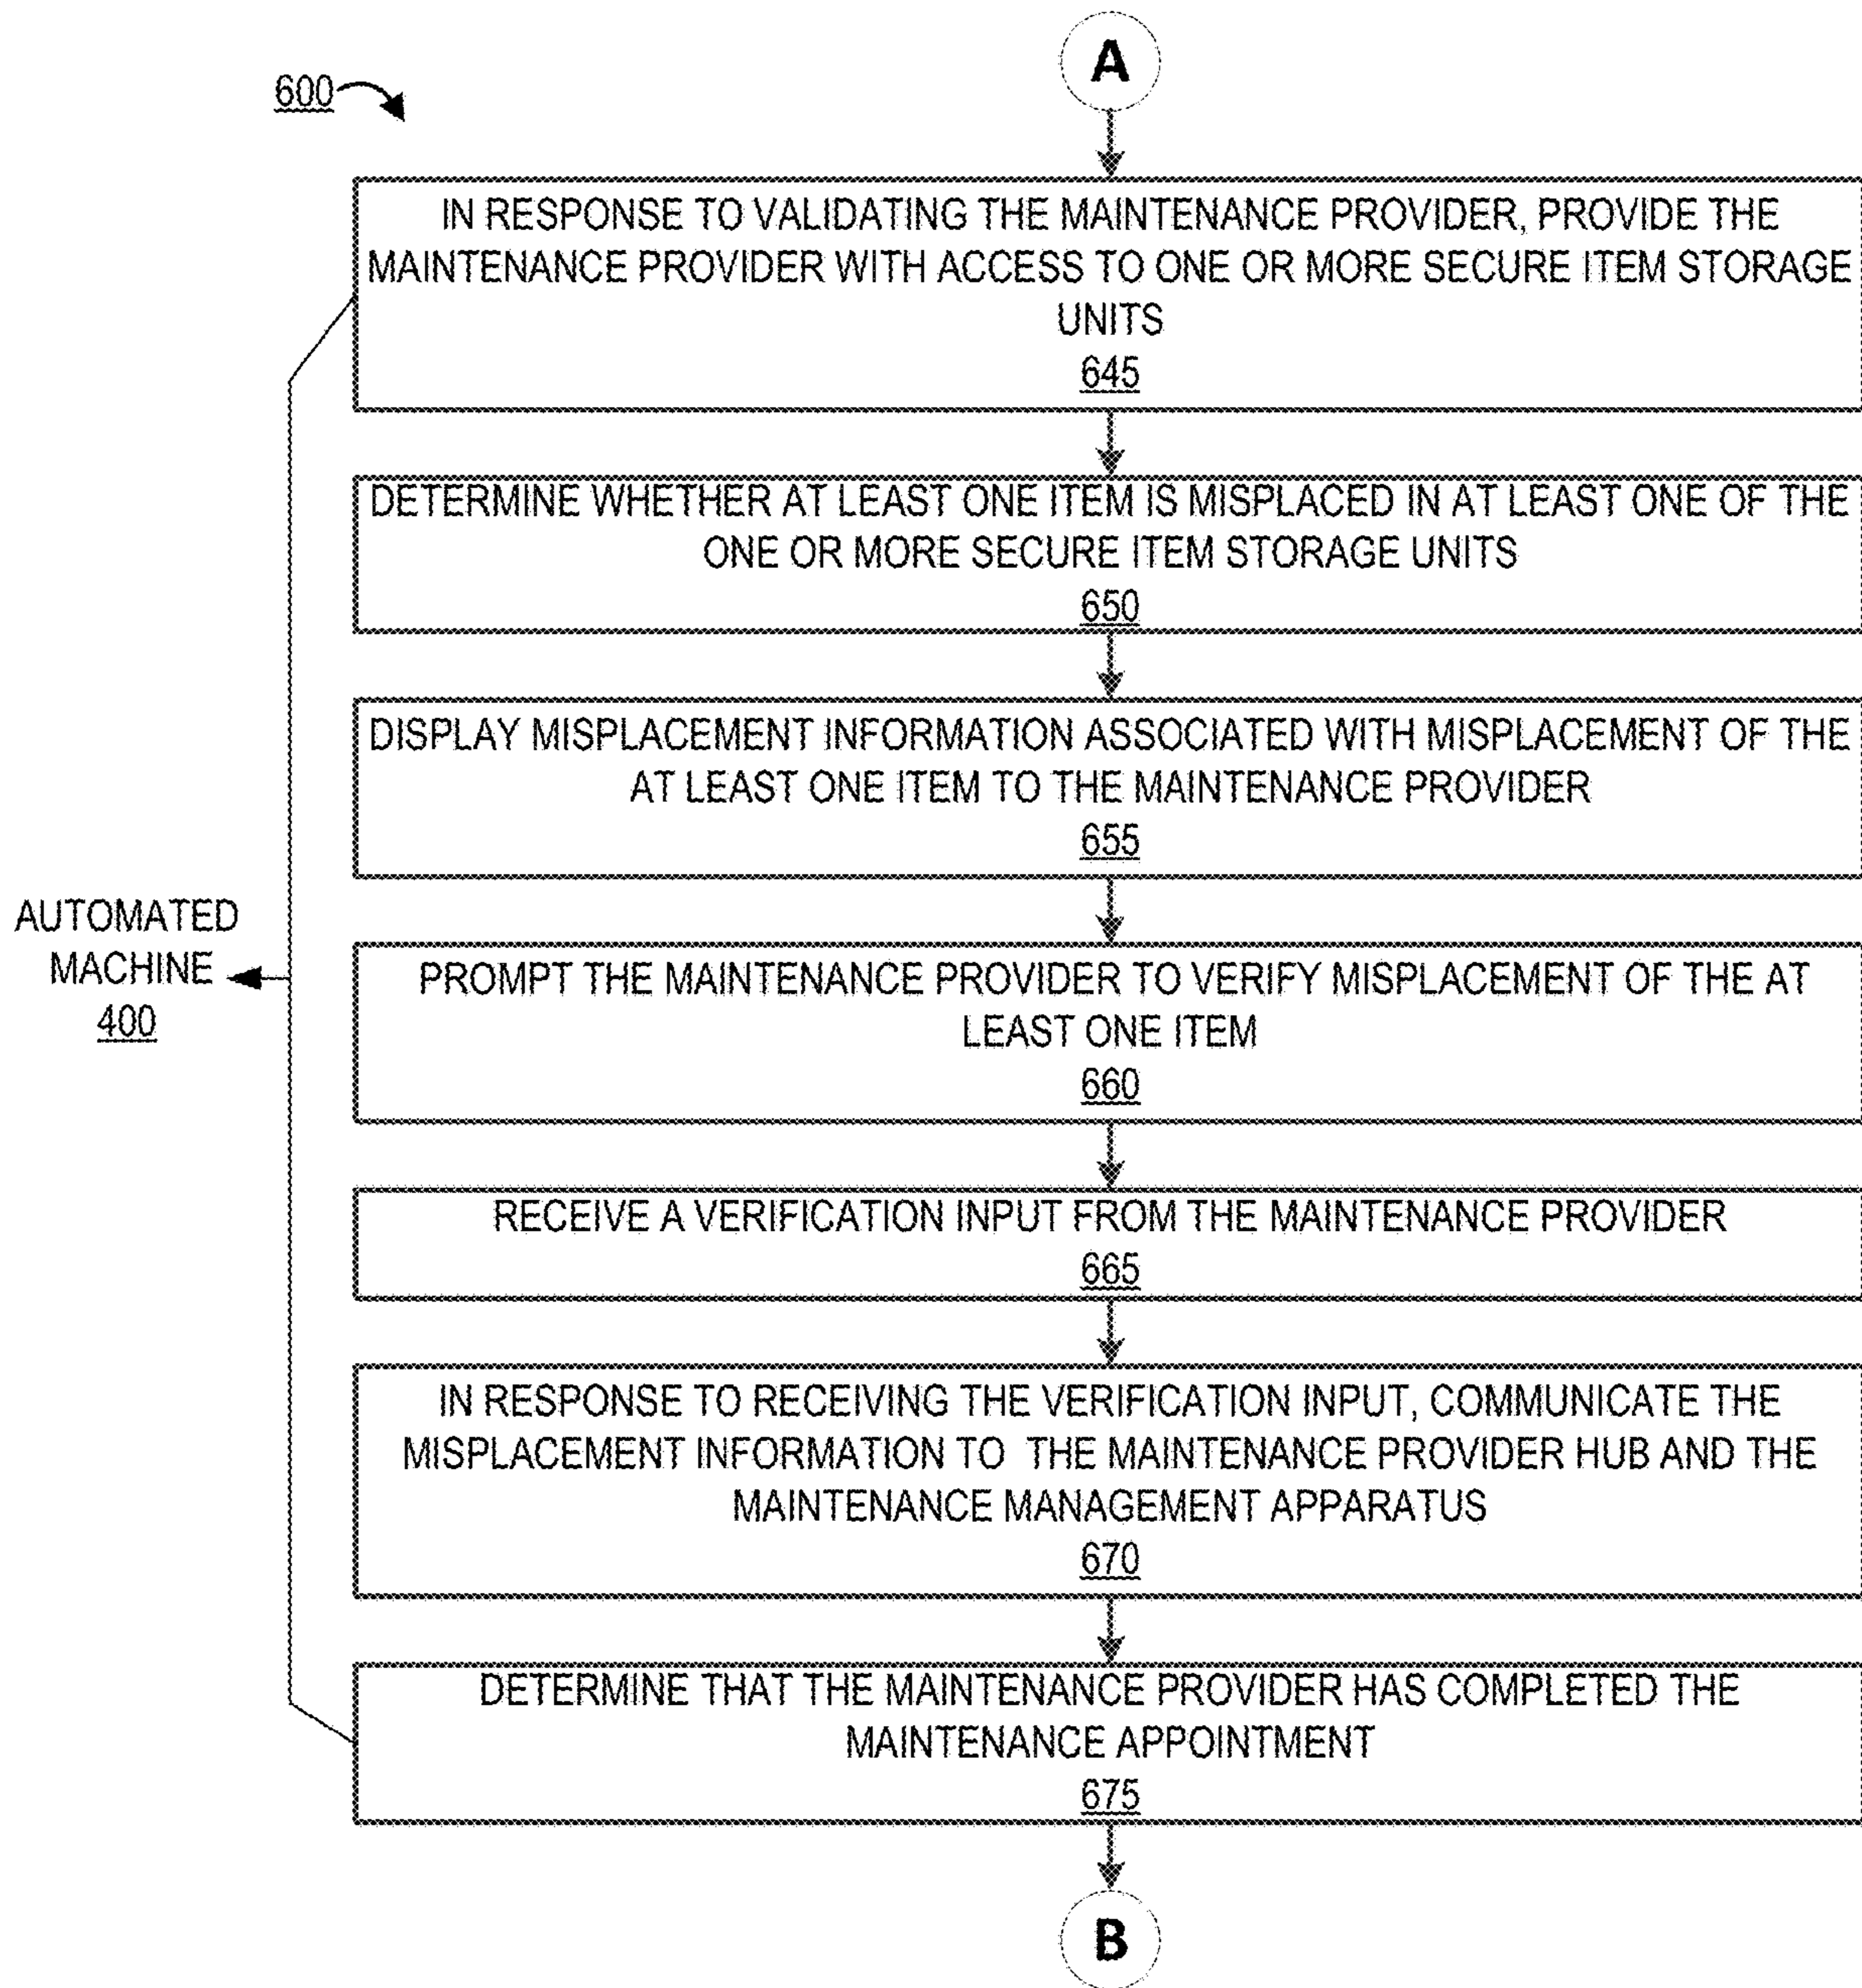 A
600
IN RESPONSE TO VALIDATING THE MAINTENANCE PROVIDER, PROVIDE THE
MAINTENANCE PROVIDER WITH ACCESS TO ONE OR MORE SECURE ITEM STORAGE
UNITS
645
DETERMINE WHETHER AT LEAST ONE ITEM IS MISPLACED IN AT LEAST ONE OF THE
ONE OR MORE SECURE ITEM STORAGE UNITS
650
DISPLAY MISPLACEMENT INFORMATION ASSOCIATED WITH MISPLACEMENT OF THE
AT LEAST ONE ITEM TO THE MAINTENANCE PROVIDER
655
AUTOMATED
MACHINE
400
PROMPT THE MAINTENANCE PROVIDER TO VERIFY MISPLACEMENT OF THE AT
LEAST ONE ITEM
660
RECEIVE A VERIFICATION INPUT FROM THE MAINTENANCE PROVIDER
665
IN RESPONSE TO RECEIVING THE VERIFICATION INPUT, COMMUNICATE THE
MISPLACEMENT INFORMATION TO THE MAINTENANCE PROVIDER HUB AND THE
MAINTENANCE MANAGEMENT APPARATUS
670
DETERMINE THAT THE MAINTENANCE PROVIDER HAS COMPLETED THE
MAINTENANCE APPOINTMENT
675
B